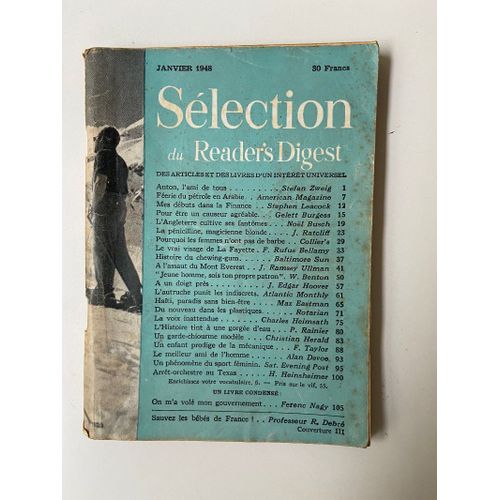 JANVIER 1948 30 Francs
Sélection
du Reader's Digest
DES ARTICLES ET DES LIVRES D'UN INTÉRÊT UNIVERSEL
Anton, l'ami de tous . . . . . . . . . Stefan Zweig 1
Féerie du pétrole en Arabie . American Magazine 7
Mes débuts dans la Finance . . Stephen Leacock 12
Pour être un causeur agréable. . Gelett Burgess 15
L'Angleterre cultive ses fantômes. . . Noël Busch 19
La pénicilline, magicienne blonde . . . . J. Ratcliff 23
Pourquoi les femmes n'ont pas de barbe . . Collier's 29
Le vrai visage de La Fayette . F. Rufus Bellamy 33
Histoire du chewing-gum. . . . . . Baltimore Sun 37
A l'assaut du Mont Everest . . J. Ramsey Ullman 41
"Jeune homme, sois ton propre patron". W. Benton 50
A un doigt près . . . . . . . . . J. Edgar Hoover 57
L'autruche punit les indiscrets. Atlantic Monthly 61
Haïti, paradis sans bien-être . . . . Max Eastman 65
Du nouveau dans les plastiques. . . . . Rotarian 71
La voix inattendue . . . . . . . Charles Heimsath 75
L'Histoire tint à une gorgée d'eau . . . P. Rainier 80
Un garde-chiourme modèle . . . Christian Herald 83
Un enfant prodige de la mécanique . . . F. Taylor 88
Le meilleur ami de l'homme . . . . . Alan Devoe 93
Un phénomène du sport féminin. Sat. Evening Post 95
Arrêt-orchestre au Texas . . . . . H. Heinsheimer 100
Enrichissez votre vocabulaire, 6. — Pris sur le vif, 55.
UN LIVRE CONDENSÉ
On m'a volé mon gouvernement . . . Ferenc Nagy 105
Sauvez les bébés de France ! . . Professeur R. Debré
Couverture III